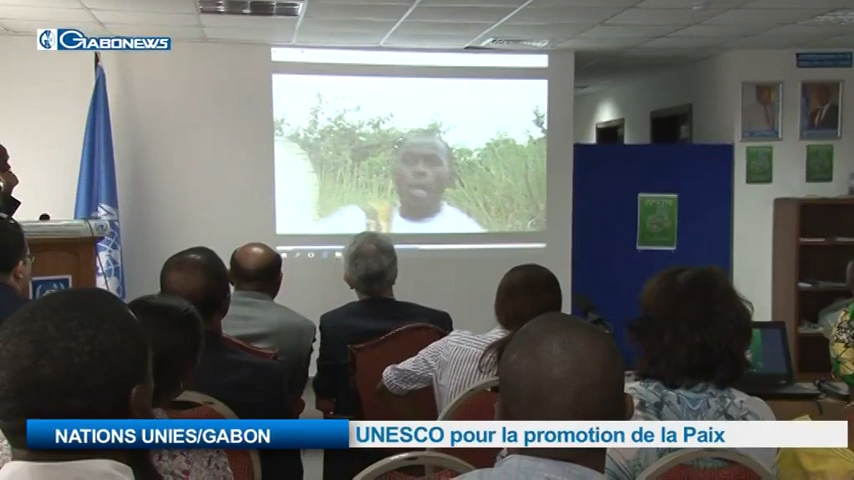 GABONEWS
NATIONS UNIES/GABON
UNESCO pour la promotion de la Paix